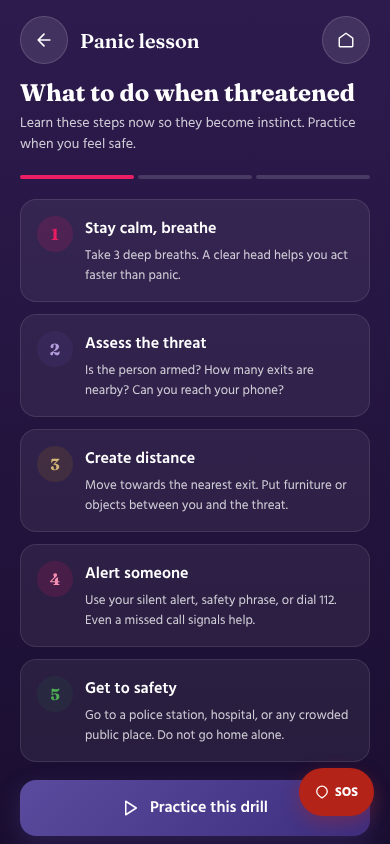 Panic lesson
What to do when threatened
Learn these steps now so they become instinct. Practice
when you feel safe.
1
Stay calm, breathe
Take 3 deep breaths. A clear head helps you act
faster than panic.
2
Assess the threat
Is the person armed? How many exits are
nearby? Can you reach your phone?
3
Create distance
Move towards the nearest exit. Put furniture or
objects between you and the threat.
4
Alert someone
Use your silent alert, safety phrase, or dial 112.
Even a missed call signals help.
5
Get to safety
Go to a police station, hospital, or any crowded
public place. Do not go home alone.
SOS
Practice this drill